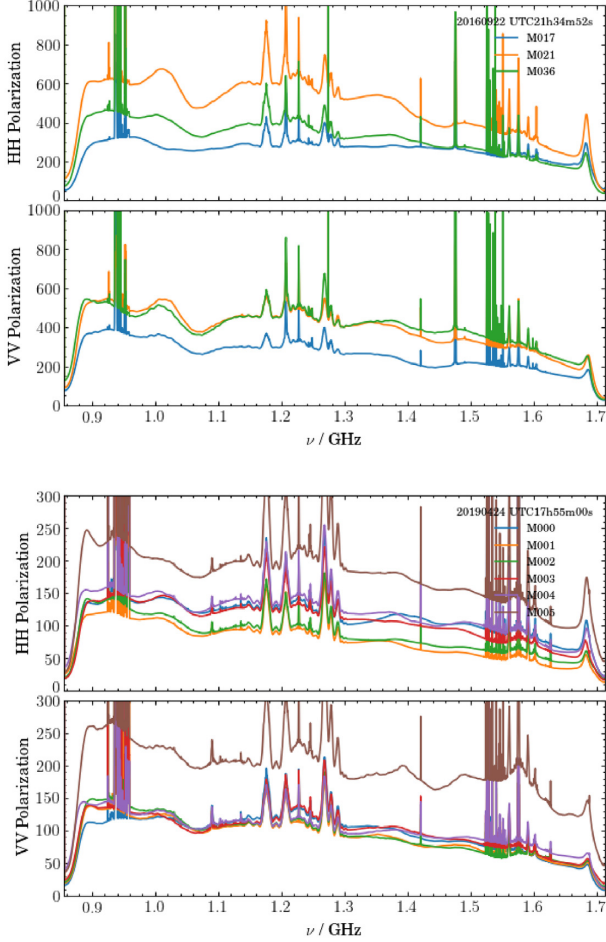 1000
20160922 UTC21h34m52s
M017
800
M021
M036
600
400
200
0
HH Polarization
1000
800
600
400
200
0
VV Polarization
0.9 1.0 1.1 1.2 1.3 1.4 1.5 1.6 1.7
ν / GHz
300
20190424 UTC17h55m00s
M000
250
M001
M002
200
M003
M004
150
M005
100
50
0
HH Polarization
300
250
200
150
100
50
0
VV Polarization
0.9 1.0 1.1 1.2 1.3 1.4 1.5 1.6 1.7
ν / GHz